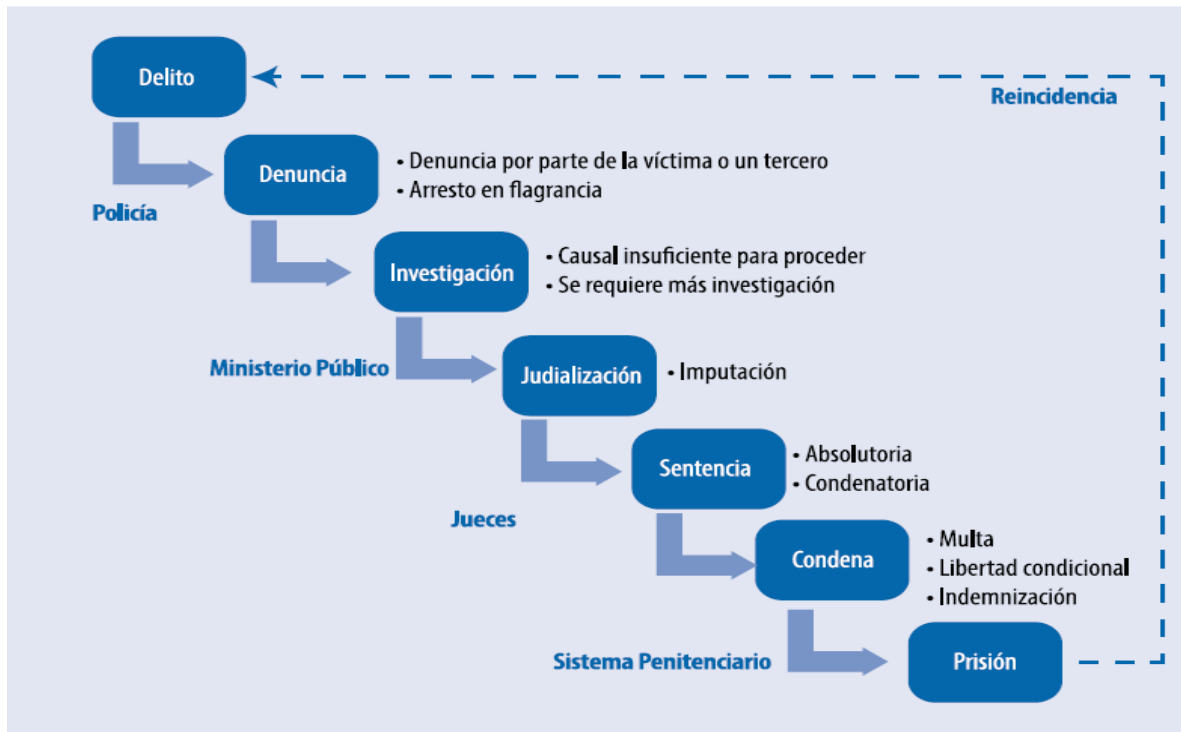 Delito
Reincidencia
Denuncia
• Denuncia por parte de la víctima o un tercero
• Arresto en flagrancia
Policía
Investigación
• Causal insuficiente para proceder
• Se requiere más investigación
Ministerio Público
Judialización
• Imputación
Sentencia
• Absolutoria
• Condenatoria
Jueces
Condena
• Multa
• Libertad condicional
• Indemnización
Sistema Penitenciario
Prisión